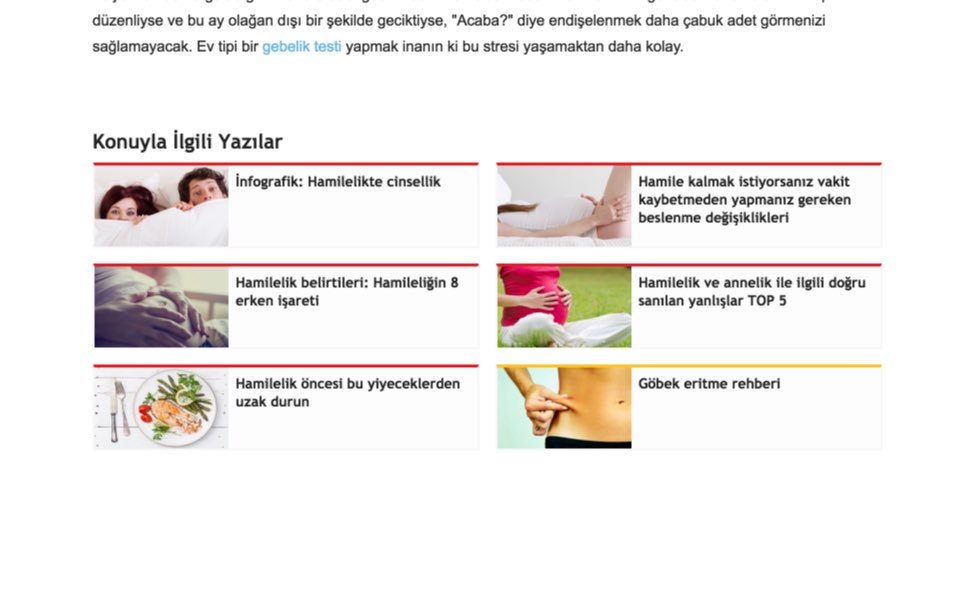 düzenliyse ve bu ay olağan dışı bir şekilde geciktiyse, "Acaba?" diye endişelenmek daha çabuk adet görmenizi
sağlamayacak. Ev tipi bir gebelik testi yapmak inanın ki bu stresi yaşamaktan daha kolay.
Konuyla İlgili Yazılar
İnfografik: Hamilelikte cinsellik
Hamile kalmak istiyorsanız vakit
kaybetmeden yapmanız gereken
beslenme değişiklikleri
Hamilelik belirtileri: Hamileliğin 8
erken işareti
Hamilelik ve annelik ile ilgili doğru
sanılan yanlışlar TOP 5
Hamilelik öncesi bu yiyeceklerden
uzak durun
Göbek eritme rehberi